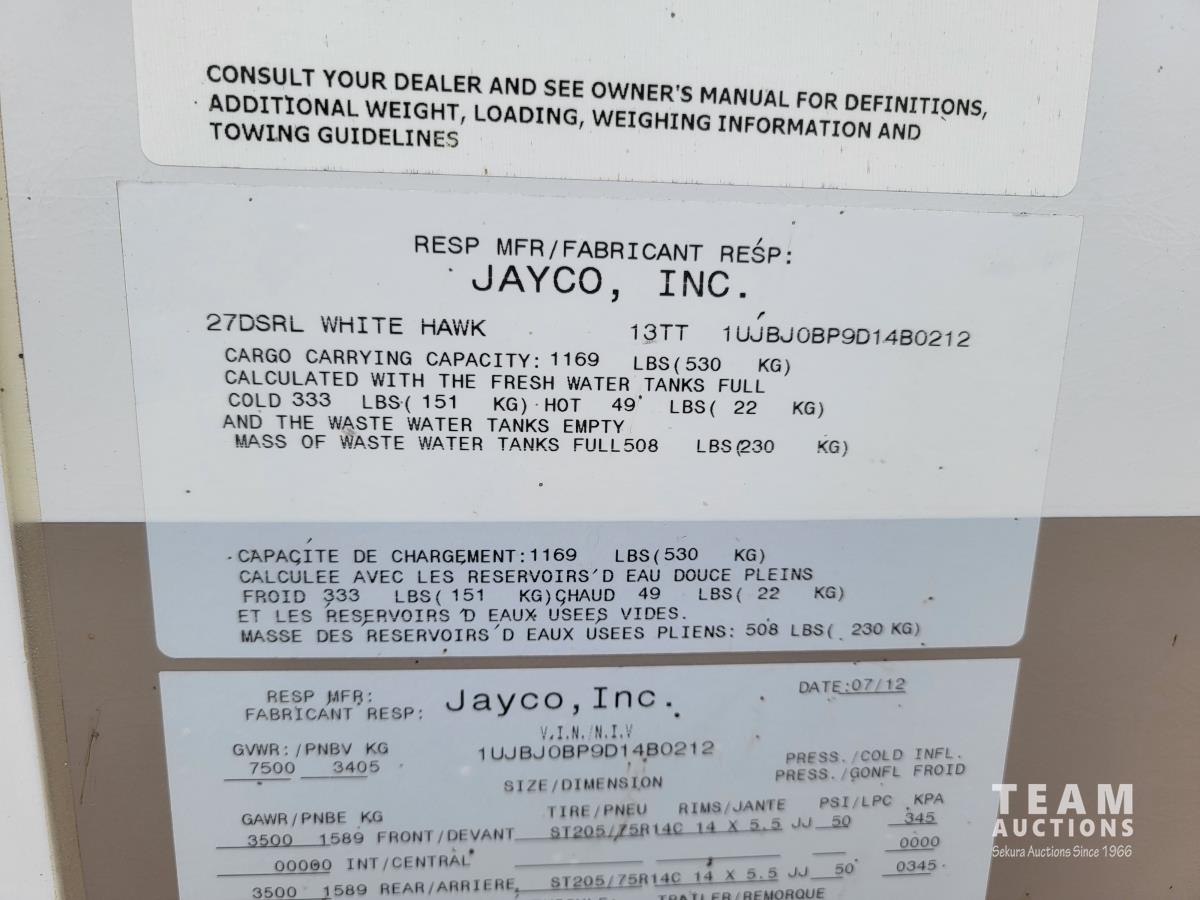 CONSULT YOUR DEALER AND SEE OWNER'S MANUAL FOR DEFINITIONS,
ADDITIONAL WEIGHT, LOADING, WEIGHING INFORMATION AND
TOWING GUIDELINES
RESP MFR/FABRICANT RESP:
JAYCO, INC.
27DSRL WHITE HAWK 13TT 1UJBJ0BP9D14B0212
CARGO CARRYING CAPACITY: 1169 LBS(530 KG)
CALCULATED WITH THE FRESH WATER TANKS FULL
COLD 333 LBS( 151 KG) HOT 49 LBS( 22 KG)
AND THE WASTE WATER TANKS EMPTY
MASS OF WASTE WATER TANKS FULL508 LBS(230 KG)
CAPACITE DE CHARGEMENT:1169 LBS(530 KG)
CALCULEE AVEC LES RESERVOIRS'D EAU DOUCE PLEINS
FROID 333 LBS( 151 KG)CHAUD 49 LBS( 22 KG)
ET LES RESERVOIRS'D EAUX USEES VIDES.
MASSE DES RESERVOIRS'D EAUX USEES PLIENS: 508 LBS( 230 KG)
RESP MFR:
FABRICANT RESP: Jayco,Inc. DATE:07/12
V.I.N./N.I.V
1UJBJ0BP9D14B0212
GVWR:/PNBV KG
7500 3405
PRESS./COLD INFL.
PRESS./GONFL FROID
SIZE/DIMENSION
GAWR/PNBE KG TIRE/PNEU RIMS/JANTE PSI/LPC KPA
3500 1589 FRONT/DEVANT ST205/75R14C 14 X 5.5 JJ 50 345
00000 INT/CENTRAL 0000
3500 1589 REAR/ARRIERE, ST205/75R14C 14 X 5.5 JJ 50 0345
TRAILER/REMORQUE
TEAM
AUCTIONS
Sekura Auctions Since 1966